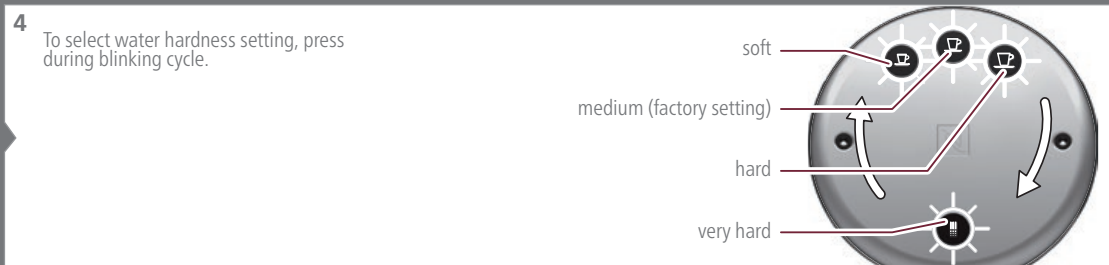 4
To select water hardness setting, press
during blinking cycle.
soft
medium (factory setting)
hard
very hard